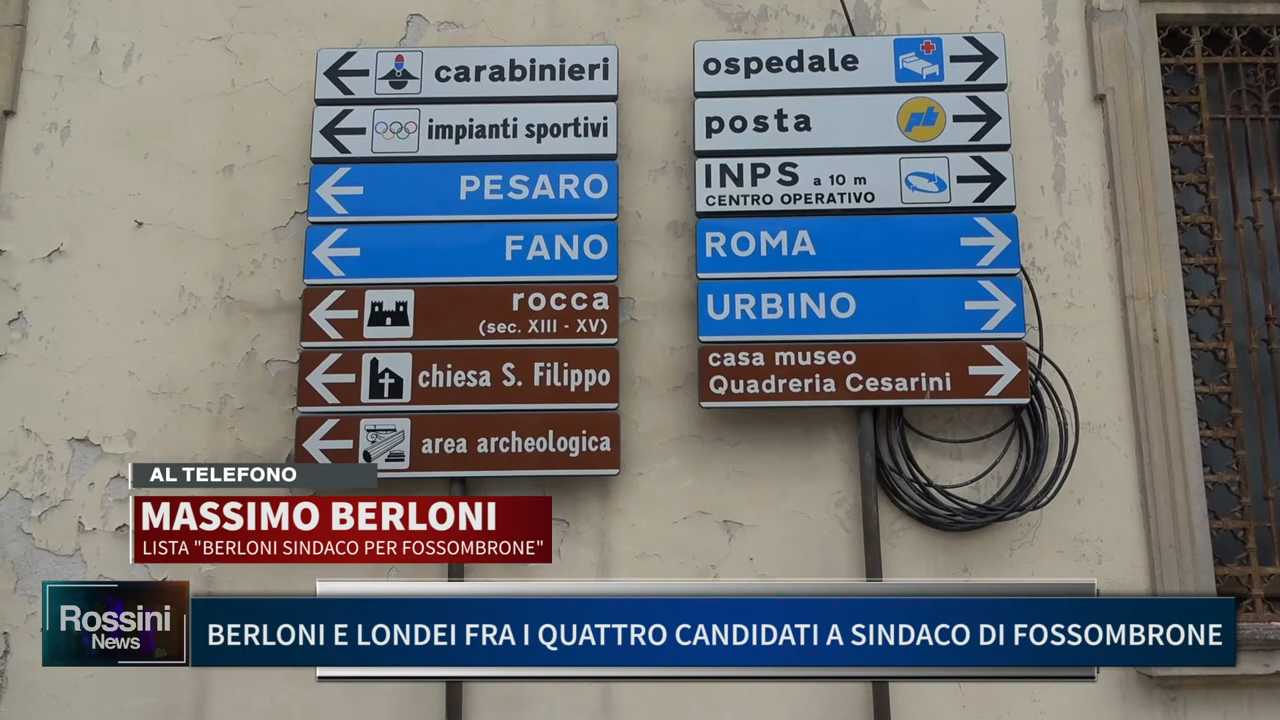 carabinieri
impianti sportivi
PESARO
FANO
rocca
(sec. XIII - XV)
chiesa S. Filippo
area archeologica
ospedale
posta
pt
INPS a 10 m
CENTRO OPERATIVO
ROMA
URBINO
casa museo
Quadreria Cesarini
AL TELEFONO
MASSIMO BERLONI
LISTA "BERLONI SINDACO PER FOSSOMBRONE"
Rossini
News
BERLONI E LONDEI FRA I QUATTRO CANDIDATI A SINDACO DI FOSSOMBRONE